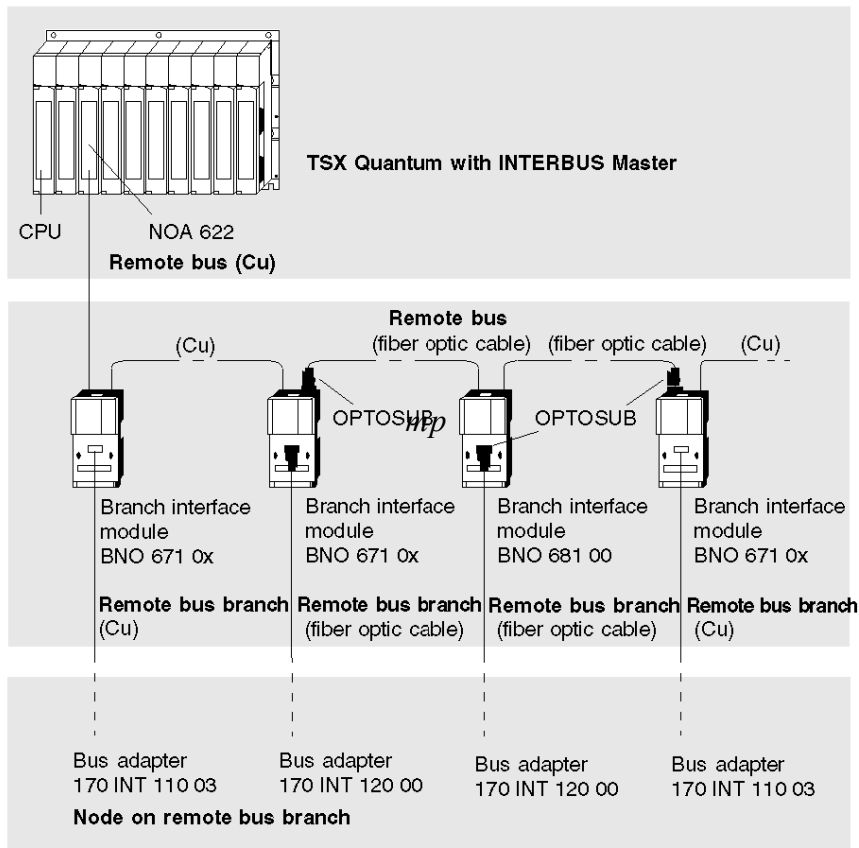 TSX Quantum with INTERBUS Master
CPU
NOA 622
Remote bus (Cu)
Remote bus
(Cu)
(fiber optic cable)
(fiber optic cable)
(Cu)
OPTOSUB
mp
OPTOSUB
Branch interface
module
BNO 671 0x
Branch interface
module
BNO 671 0x
Branch interface
module
BNO 681 00
Branch interface
module
BNO 671 0x
Remote bus branch
(Cu)
Remote bus branch
(fiber optic cable)
Remote bus branch
(fiber optic cable)
Remote bus branch
(Cu)
Bus adapter
170 INT 110 03
Bus adapter
170 INT 120 00
Bus adapter
170 INT 120 00
Bus adapter
170 INT 110 03
Node on remote bus branch